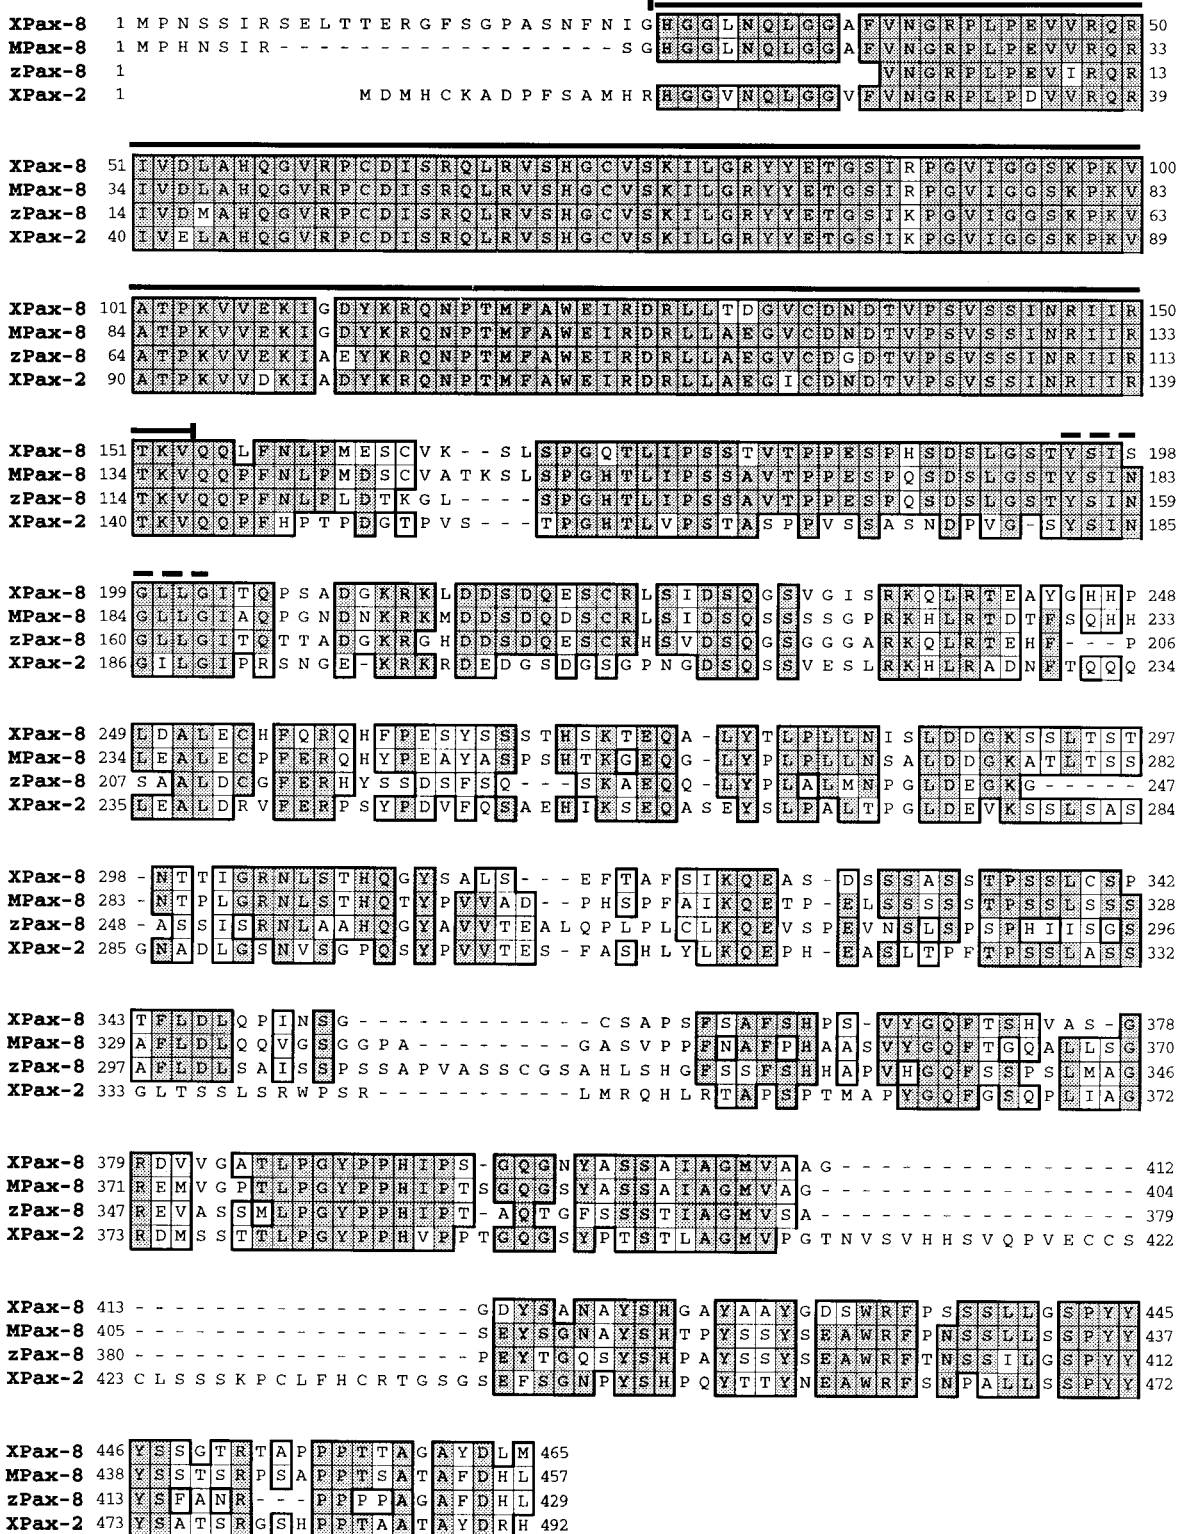 XPax-8 1 MPNSSIRSELTTERGFSGPASNFNIGHGGLNQLGGAFVNGRPLPEVVRQR 50
MPax-8 1 MPHNSIR-----------------SGHGGLNQLGGAFVNGRPLPEVVRQR 33
zPax-8 1 VNGRPLPEVIRQR 13
XPax-2 1 MDMHCKADPFSAMHRHGGVNQLGGVFVNGRPLPDVVRQR 39
XPax-8 51 IVDLAHQGVRPCDISRQLRVSHGCVSKILGRYYETGSIRPGVIGGSKPKV 100
MPax-8 34 IVDLAHQGVRPCDISRQLRVSHGCVSKILGRYYETGSIRPGVIGGSKPKV 83
zPax-8 14 IVDMAHQGVRPCDISRQLRVSHGCVSKILGRYYETGSIKPGVIGGSKPKV 63
XPax-2 40 IVELAHQGVRPCDISRQLRVSHGCVSKILGRYYETGSIKPGVIGGSKPKV 89
XPax-8 101 ATPKVVEKIGDYKRQNPTMFAWEIRDRLLTDGVCDNDTVPSVSSINRIIR 150
MPax-8 84 ATPKVVEKIGDYKRQNPTMFAWEIRDRLLAEGVCDNDTVPSVSSINRIIR 133
zPax-8 64 ATPKVVEKIAEYKRQNPTMFAWEIRDRLLAEGVCDGDTVPSVSSINRIIR 113
XPax-2 90 ATPKVVDKIADYKRQNPTMFAWEIRDRLLAEGICDNDTVPSVSSINRIIR 139
XPax-8 151 TKVQQLFNLPMESCVK--SLSPGQTLIPSSTVTPPESPHSDSLGSTYSIS 198
MPax-8 134 TKVQQPFNLPMDSCVATKSLSPGHTLIPSSAVTPPESPQSDSLGSTYSIN 183
zPax-8 114 TKVQQPFNLPLDTKGL----SPGHTLIPSSAVTPPESPQSDSLGSTYSIN 159
XPax-2 140 TKVQQPFHPTPDGTPVS---TPGHTLVPSTASPPVSSASNDPVG-SYSIN 185
XPax-8 199 GLLGITQPSADGKRKLDDSDQESCRLSIDSQGSVGISRKQLRTEAYGHHP 248
MPax-8 184 GLLGIAQPGNDNKRKMDDSDQDSCRLSIDSQSSSSGPRKHLRTDTFSQHH 233
zPax-8 160 GLLGITQTTADGKRGHDDSDQESCRHSVDSQGSGGGARKQLRTEHF---P 206
XPax-2 186 GILGIPRSNGE-KRKRDEDGSDGSGPNGDSQSSVESLRKHLRADNFTQQQ 234
XPax-8 249 LDALECHFQRQHFPESYSSSTHSKTEQA-LYTLPLLNISLDDGKSSLTST 297
MPax-8 234 LEALECPFERQHYPEAYASPSHTKGEQG-LYPLPLLNSALDDGKATLTSS 282
zPax-8 207 SAALDCGFERHYSSDSFSQ---SKAEQQ-LYPLALMNPGLDEGKG----- 247
XPax-2 235 LEALDRVFERPSYPDVFQSAEHIKSEQASEYSLPALTPGLDEVKSSLSAS 284
XPax-8 298 -NTTIGRNLSTHQGYSALS---EFTAFSIKQEAS-DSSSASSTPSSLCSP 342
MPax-8 283 -NTPLGRNLSTHQTYPVVAD--PHSPFAIKQETP-ELSSSSSTPSSLSSS 328
zPax-8 248 -ASSISRNLAAHQGYAVVTEALQPLPLCLKQEVSPEVNSLSPSPHIISGS 296
XPax-2 285 GNADLGSNVSGPQSYPVVTES-FASHLYLKQEPH-EASLTPFTPSSLASS 332
XPax-8 343 TFLDLQPINSG------------CSAPSFSAFSHPS-VYGQFTSHVAS-G 378
MPax-8 329 AFLDLQQVGSGGPA--------GASVPPFNAFPHAASVYGQFTGQALLSG 370
zPax-8 297 AFLDLSAISSPSSAPVASSCGSAHLSHGFSSFSHHAPVHGQFSSPSLMAG 346
XPax-2 333 GLTSSLSRWPSR----------LMRQHLRTAPSPTMAPYGQFGSQPLIAG 372
XPax-8 379 RDVVGATLPGYPPHIPS-GQGNYASSAIAGMVAAG--------------- 412
MPax-8 371 REMVGPTLPGYPPHIPTSGQGSYASSAIAGMVAG---------------- 404
zPax-8 347 REVASSMLPGYPPHIPT-AQTGFSSSTIAGMVSA---------------- 379
XPax-2 373 RDMSSTTLPGYPPHVPPTGQGSYPTSTLAGMVPGTNVSVHHSVQPVECCS 422
XPax-8 413 -----------------GDYSANAYSHGAYAAYGDSWRFPSSSLLGSPYY 445
MPax-8 405 -----------------SEYSGNAYSHTPYSSYSEAWRFPNSSLLSSPYY 437
zPax-8 380 -----------------PEYTGQSYSHPAYSSYSEAWRFTNSSILGSPYY 412
XPax-2 423 CLSSSKPCLFHCRTGSGSEFSGNPYSHPQYTTYNEAWRFSNPALLSSPYY 472
XPax-8 446 YSSGTRTAPPPTTAGAYDLM 465
MPax-8 438 YSSTSRPSAPPTSATAFDHL 457
zPax-8 413 YSFANR---PPPPAGAFDHL 429
XPax-2 473 YSATSRGSHPPTAATAYDRH 492